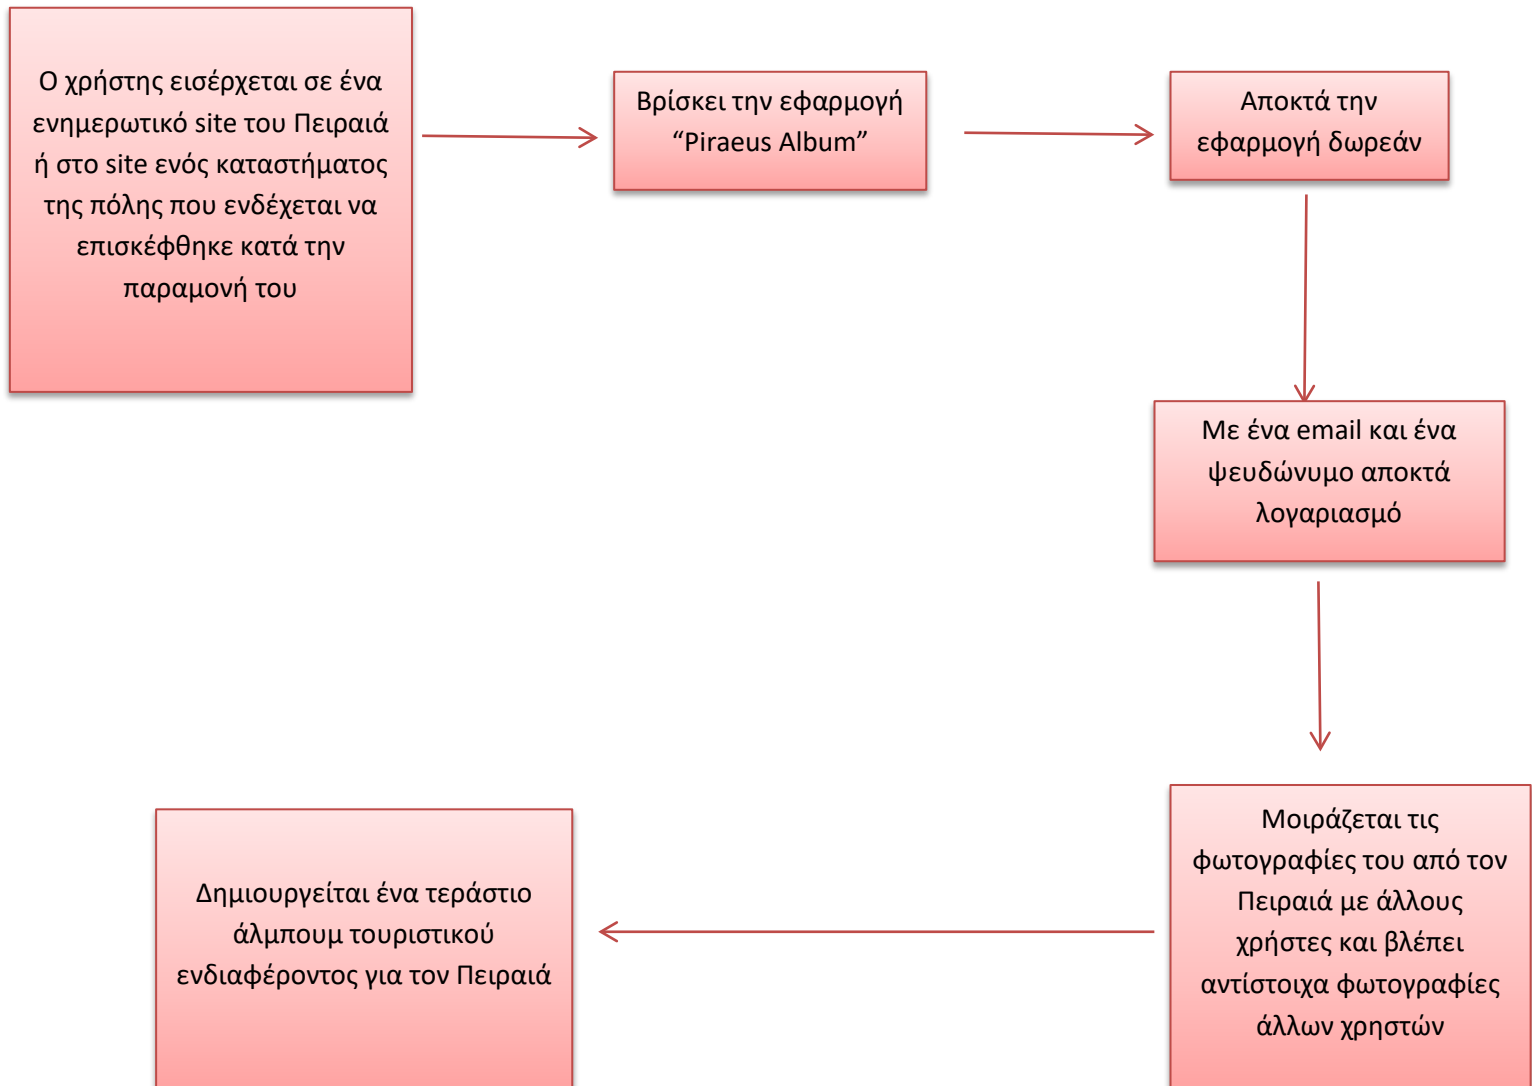 Ο χρήστης εισέρχεται σε ένα
ενημερωτικό site του Πειραιά
ή στο site ενός καταστήματος
της πόλης που ενδέχεται να
επισκέφθηκε κατά την
παραμονή του
Βρίσκει την εφαρμογή
“Piraeus Album”
Αποκτά την
εφαρμογή δωρεάν
Με ένα email και ένα
ψευδώνυμο αποκτά
λογαριασμό
Μοιράζεται τις
φωτογραφίες του από τον
Πειραιά με άλλους
χρήστες και βλέπει
αντίστοιχα φωτογραφίες
άλλων χρηστών
Δημιουργείται ένα τεράστιο
άλμπουμ τουριστικού
ενδιαφέροντος για τον Πειραιά